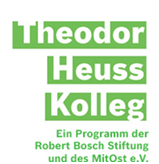 Theodor
Heuss
Kolleg
Ein Programm der
Robert Bosch Stiftung
und des MitOst e.V.